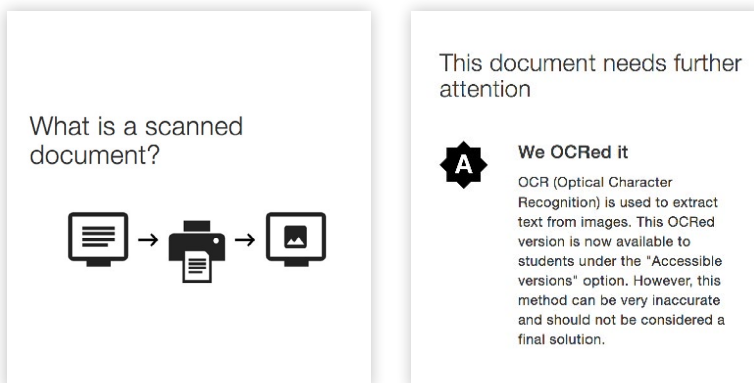 What is a scanned
document?
This document needs further
attention
A
We OCRed it
OCR (Optical Character
Recognition) is used to extract
text from images. This OCRed
version is now available to
students under the "Accessible
versions" option. However, this
method can be very inaccurate
and should not be considered a
final solution.